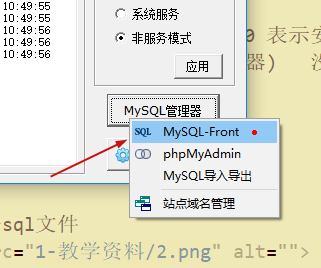 10:49:55
10:49:55
10:49:56
10:49:56
10:49:56
系统服务
非服务模式
应用
0 表示安
器)
MySQL管理器
SQL MySQL-Front
phpMyAdmin
MySQL导入导出
站点域名管理
sql文件
rc="1-教学资料/2.png" alt="">